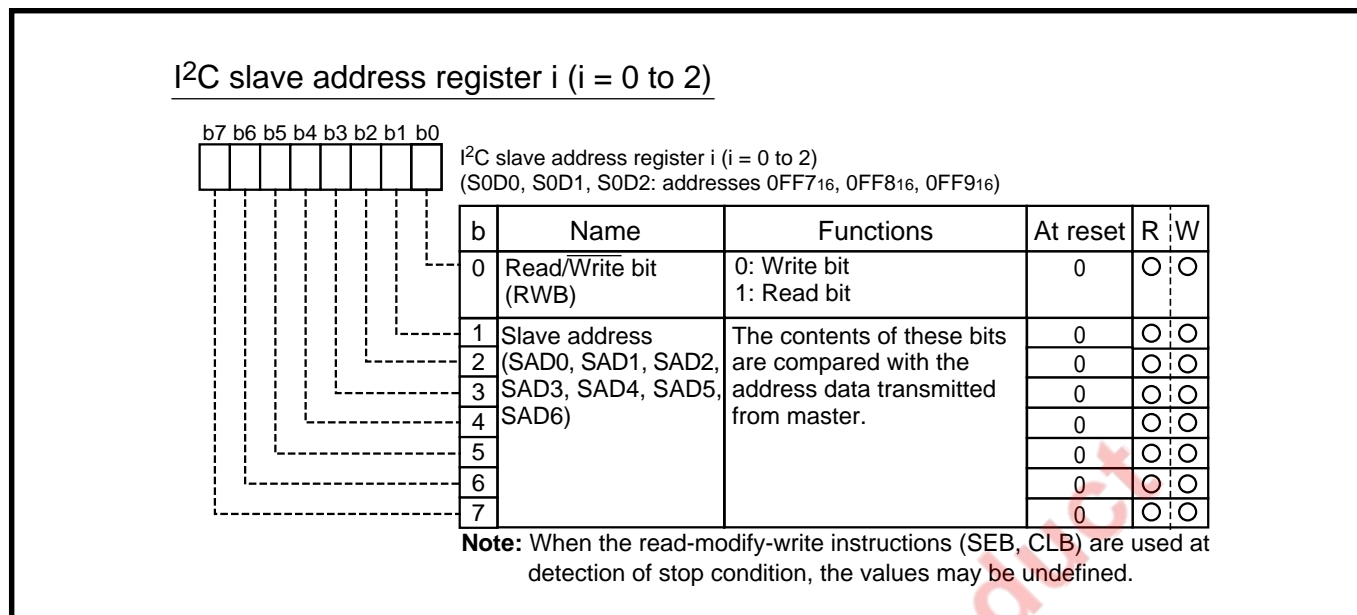 I2C slave address register i (i = 0 to 2)
b7 b6 b5 b4 b3 b2 b1 b0
I2C slave address register i (i = 0 to 2)
(S0D0, S0D1, S0D2: addresses 0FF716, 0FF816, 0FF916)
b Name Functions At reset R W
0 Read/Write bit 0: Write bit 0
(RWB) 1: Read bit
1 Slave address The contents of these bits 0
2 (SAD0, SAD1, SAD2, are compared with the 0
3 SAD3, SAD4, SAD5, address data transmitted 0
4 SAD6) from master. 0
5 0
6 0
7 0
Note: When the read-modify-write instructions (SEB, CLB) are used at
detection of stop condition, the values may be undefined.